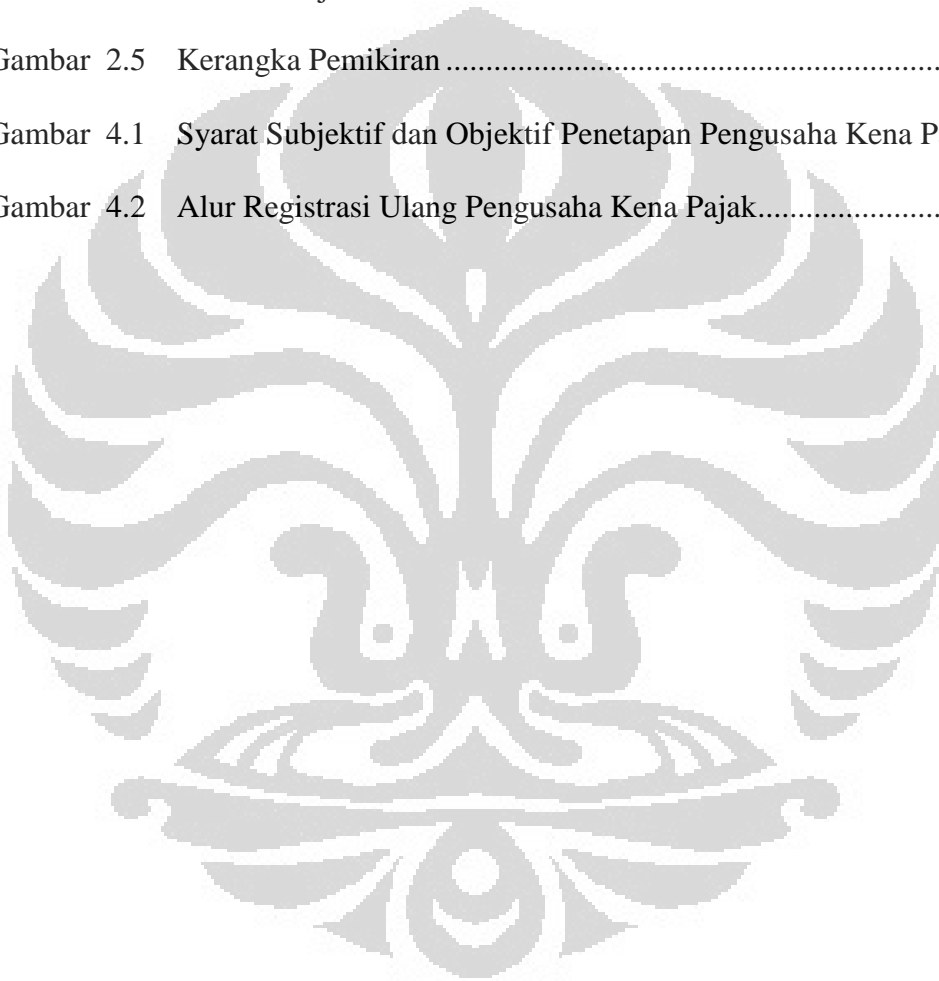 Gambar 2.5 Kerangka Pemikiran ................................................................
Gambar 4.1 Syarat Subjektif dan Objektif Penetapan Pengusaha Kena P
Gambar 4.2 Alur Registrasi Ulang Pengusaha Kena Pajak.......................